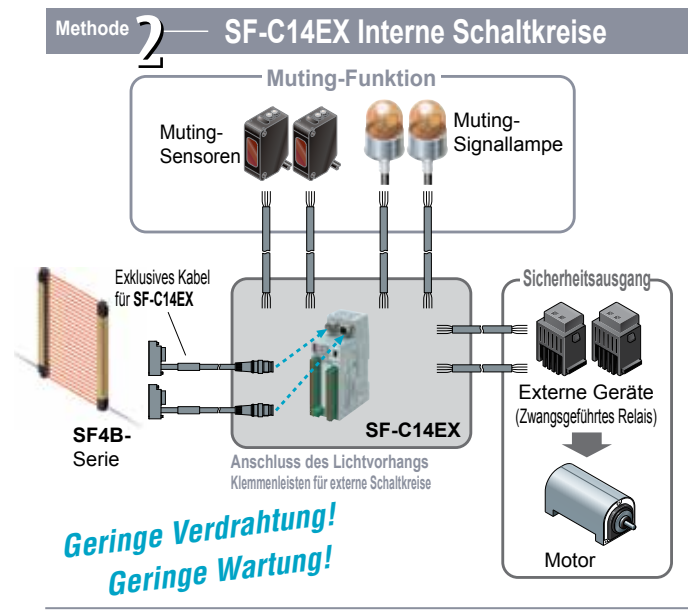 Methode 2 SF-C14EX Interne Schaltkreise
Muting-Funktion
Muting-
Sensoren
Muting-
Signallampe
Exklusives Kabel
für SF-C14EX
Sicherheitsausgang
SF4B-
Serie
SF-C14EX
Anschluss des Lichtvorhangs
Klemmenleisten für externe Schaltkreise
Externe Geräte
(Zwangsgeführtes Relais)
Motor
Geringe Verdrahtung!
Geringe Wartung!